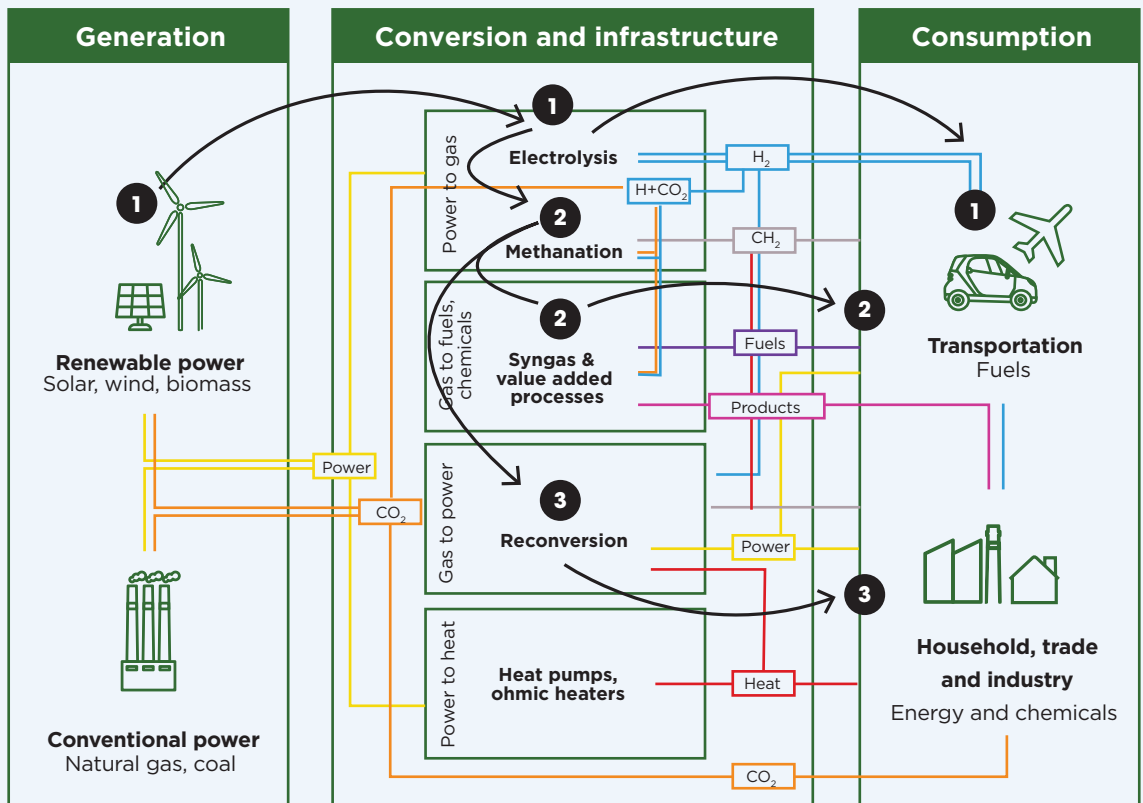 Generation
1
Renewable power
Solar, wind, biomass
Conventional power
Natural gas, coal
Conversion and infrastructure
Power
CO₂
Power to gas
1
Electrolysis
2
Methanation
H+CO₂
H₂
CH₂
Gas to fuels,
chemicals
2
Syngas &
value added
processes
Fuels
Products
Gas to power
3
Reconversion
Power
Power to heat
Heat pumps,
ohmic heaters
Heat
CO₂
Consumption
1
2
Transportation
Fuels
3
Household, trade
and industry
Energy and chemicals